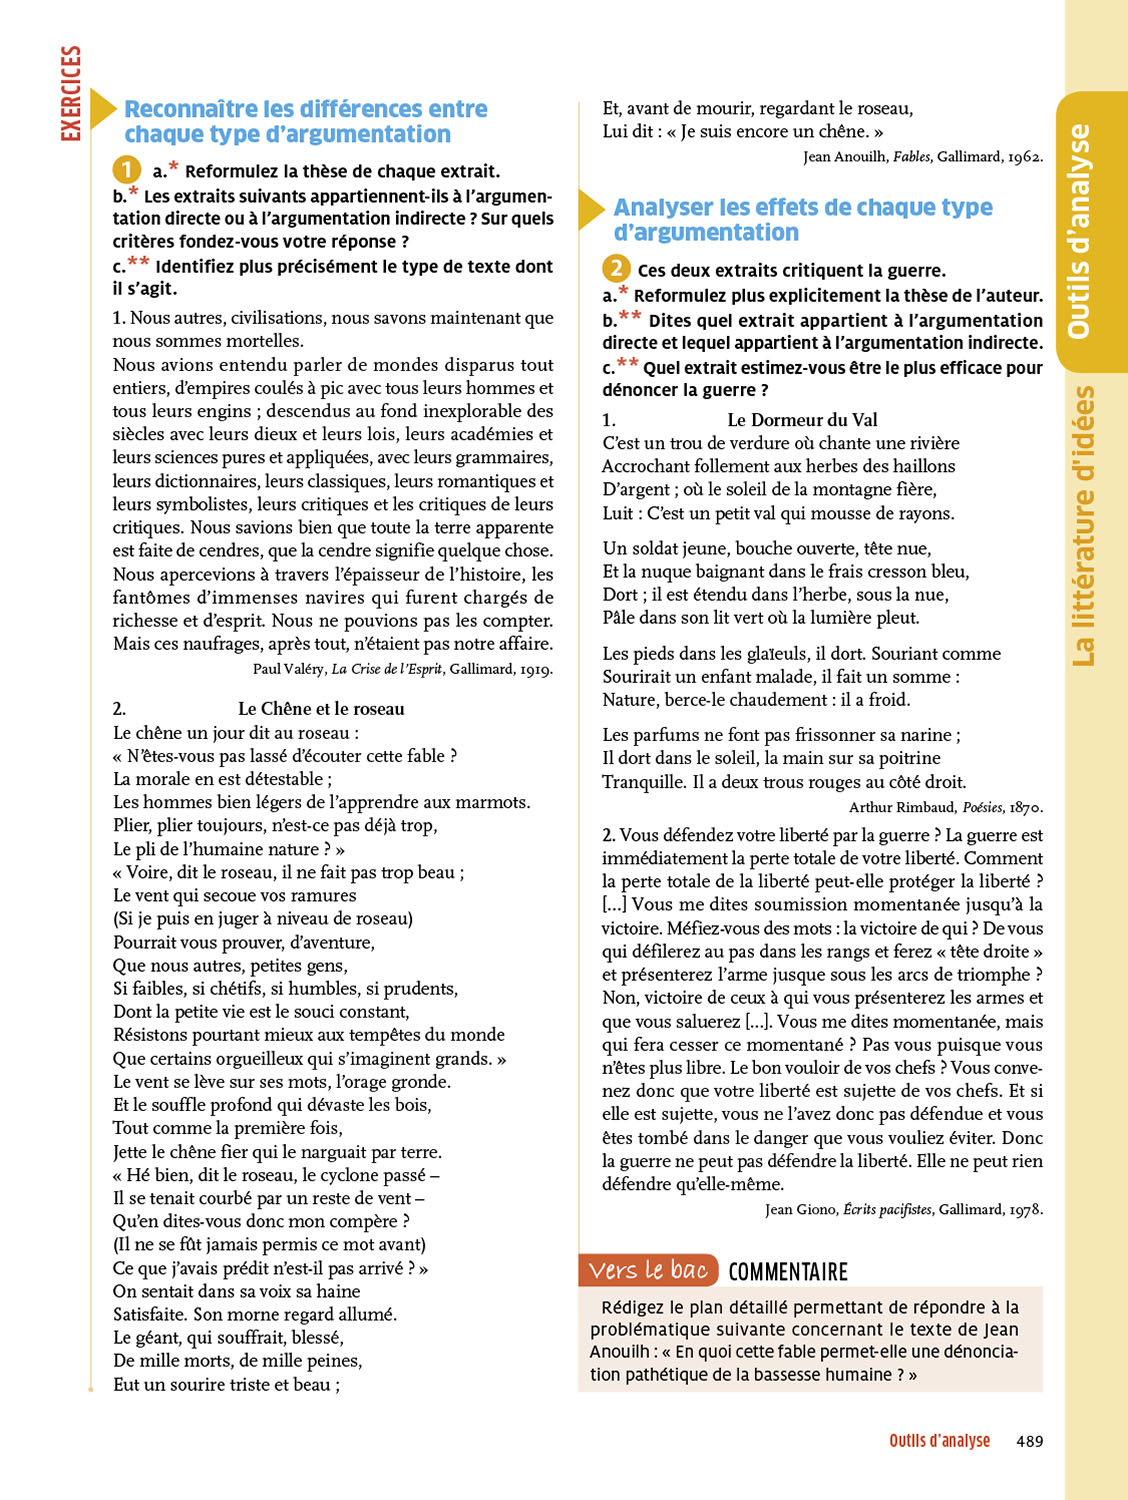 EXERCICES
Reconnaître les différences entre
chaque type d'argumentation
1 a.* Reformulez la thèse de chaque extrait.
b.* Les extraits suivants appartiennent-ils à l'argumen-
tation directe ou à l'argumentation indirecte ? Sur quels
critères fondez-vous votre réponse ?
c.** Identifiez plus précisément le type de texte dont
il s'agit.
1. Nous autres, civilisations, nous savons maintenant que
nous sommes mortelles.
Nous avions entendu parler de mondes disparus tout
entiers, d'empires coulés à pic avec tous leurs hommes et
tous leurs engins ; descendus au fond inexplorable des
siècles avec leurs dieux et leurs lois, leurs académies et
leurs sciences pures et appliquées, avec leurs grammaires,
leurs dictionnaires, leurs classiques, leurs romantiques et
leurs symbolistes, leurs critiques et les critiques de leurs
critiques. Nous savions bien que toute la terre apparente
est faite de cendres, que la cendre signifie quelque chose.
Nous apercevions à travers l'épaisseur de l'histoire, les
fantômes d'immenses navires qui furent chargés de
richesse et d'esprit. Nous ne pouvions pas les compter.
Mais ces naufrages, après tout, n'étaient pas notre affaire.
Paul Valéry, La Crise de l'Esprit, Gallimard, 1919.
2. Le Chêne et le roseau
Le chêne un jour dit au roseau :
« N'êtes-vous pas lassé d'écouter cette fable ?
La morale en est détestable ;
Les hommes bien légers de l'apprendre aux marmots.
Plier, plier toujours, n'est-ce pas déjà trop,
Le pli de l'humaine nature ? »
« Voire, dit le roseau, il ne fait pas trop beau ;
Le vent qui secoue vos ramures
(Si je puis en juger à niveau de roseau)
Pourrait vous prouver, d'aventure,
Que nous autres, petites gens,
Si faibles, si chétifs, si humbles, si prudents,
Dont la petite vie est le souci constant,
Résistons pourtant mieux aux tempêtes du monde
Que certains orgueilleux qui s'imaginent grands. »
Le vent se lève sur ses mots, l'orage gronde.
Et le souffle profond qui dévaste les bois,
Tout comme la première fois,
Jette le chêne fier qui le narguait par terre.
« Hé bien, dit le roseau, le cyclone passé –
Il se tenait courbé par un reste de vent –
Qu'en dites-vous donc mon compère ?
(Il ne se fût jamais permis ce mot avant)
Ce que j'avais prédit n'est-il pas arrivé ? »
On sentait dans sa voix sa haine
Satisfaite. Son morne regard allumé.
Le géant, qui souffrait, blessé,
De mille morts, de mille peines,
Eut un sourire triste et beau ;
Et, avant de mourir, regardant le roseau,
Lui dit : « Je suis encore un chêne. »
Jean Anouilh, Fables, Gallimard, 1962.
Analyser les effets de chaque type
d'argumentation
2 Ces deux extraits critiquent la guerre.
a.* Reformulez plus explicitement la thèse de l'auteur.
b.** Dites quel extrait appartient à l'argumentation
directe et lequel appartient à l'argumentation indirecte.
c.** Quel extrait estimez-vous être le plus efficace pour
dénoncer la guerre ?
1. Le Dormeur du Val
C'est un trou de verdure où chante une rivière
Accrochant follement aux herbes des haillons
D'argent ; où le soleil de la montagne fière,
Luit : C'est un petit val qui mousse de rayons.
Un soldat jeune, bouche ouverte, tête nue,
Et la nuque baignant dans le frais cresson bleu,
Dort ; il est étendu dans l'herbe, sous la nue,
Pâle dans son lit vert où la lumière pleut.
Les pieds dans les glaïeuls, il dort. Souriant comme
Sourirait un enfant malade, il fait un somme :
Nature, berce-le chaudement : il a froid.
Les parfums ne font pas frissonner sa narine ;
Il dort dans le soleil, la main sur sa poitrine
Tranquille. Il a deux trous rouges au côté droit.
Arthur Rimbaud, Poésies, 1870.
2. Vous défendez votre liberté par la guerre ? La guerre est
immédiatement la perte totale de votre liberté. Comment
la perte totale de la liberté peut-elle protéger la liberté ?
[...] Vous me dites soumission momentanée jusqu'à la
victoire. Méfiez-vous des mots : la victoire de qui ? De vous
qui défilerez au pas dans les rangs et ferez « tête droite »
et présenterez l'arme jusque sous les arcs de triomphe ?
Non, victoire de ceux à qui vous présenterez les armes et
que vous saluerez [...]. Vous me dites momentanée, mais
qui fera cesser ce momentané ? Pas vous puisque vous
n'êtes plus libre. Le bon vouloir de vos chefs ? Vous conve-
nez donc que votre liberté est sujette de vos chefs. Et si
elle est sujette, vous ne l'avez donc pas défendue et vous
êtes tombé dans le danger que vous vouliez éviter. Donc
la guerre ne peut pas défendre la liberté. Elle ne peut rien
défendre qu'elle-même.
Jean Giono, Écrits pacifistes, Gallimard, 1978.
Vers le bac COMMENTAIRE
Rédigez le plan détaillé permettant de répondre à la
problématique suivante concernant le texte de Jean
Anouilh : « En quoi cette fable permet-elle une dénoncia-
tion pathétique de la bassesse humaine ? »
Outils d'analyse
La littérature d'idées
Outils d'analyse 489